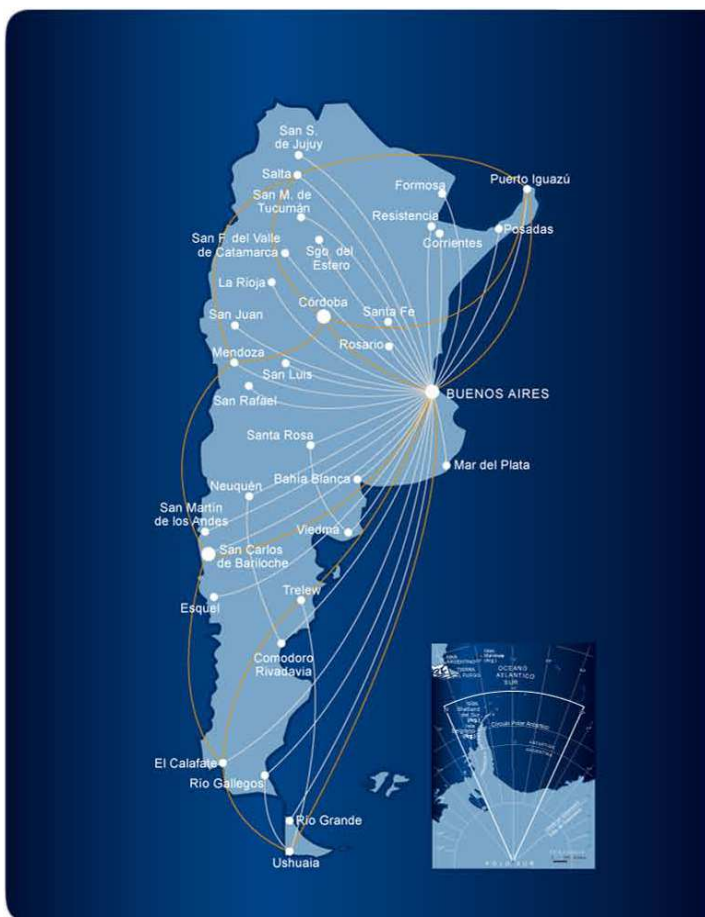 San S.
de Jujuy
Salta
Formosa
Puerto Iguazú
San M. de
Tucumán
Resistencia
Posadas
San F. del Valle
de Catamarca
Sgo. del
Estero
Corrientes
La Rioja
Córdoba
Santa Fe
San Juan
Rosario
Mendoza
San Luis
San Rafael
BUENOS AIRES
Santa Rosa
Mar del Plata
Bahía Blanca
Neuquén
San Martín
de los Andes
Viedma
San Carlos
de Bariloche
Trelew
Esquel
Comodoro
Rivadavia
El Calafate
Río Gallegos
Río Grande
Ushuaia
OCEANO
ATLANTICO
SUR
Círculo Polar Antártico
POLO SUR